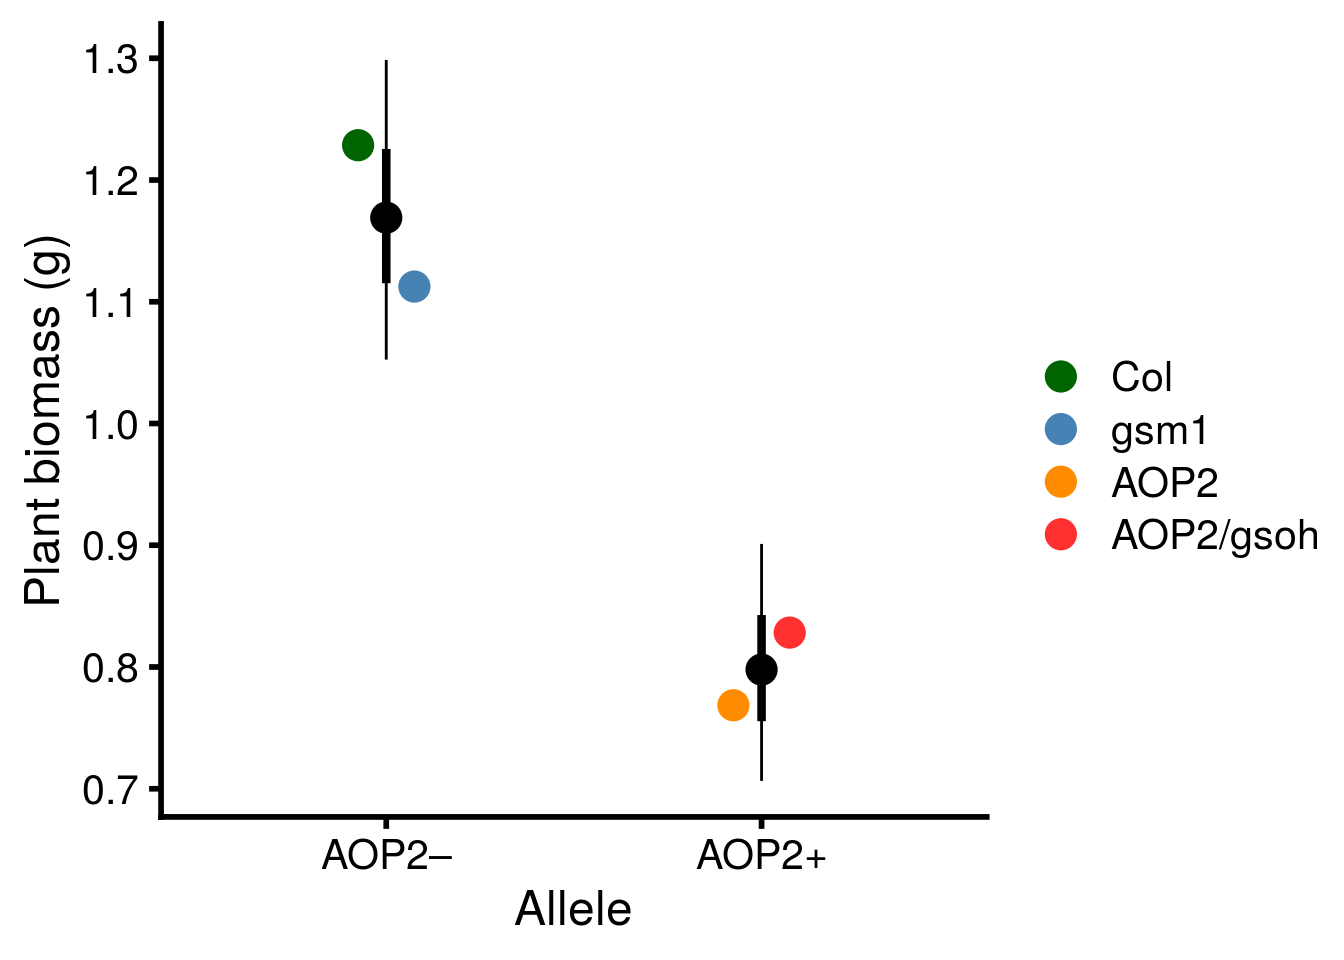 Plant biomass (g)
1.3
1.2
1.1
1.0
0.9
0.8
0.7
AOP2–
AOP2+
Allele
Col
gsm1
AOP2
AOP2/gsoh